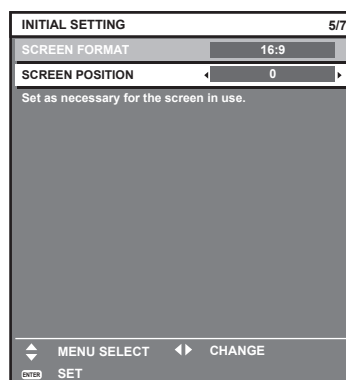 INITIAL SETTING 5/7
SCREEN FORMAT 16:9
SCREEN POSITION 0
Set as necessary for the screen in use.
MENU SELECT CHANGE
ENTER SET